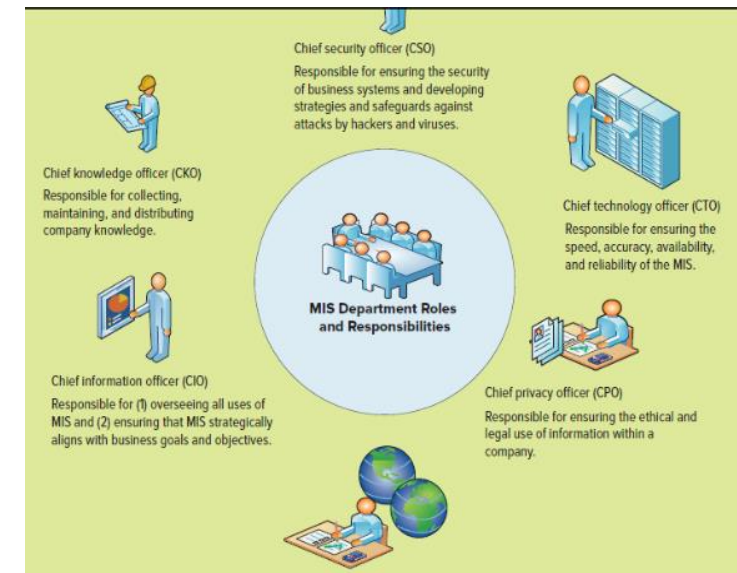 Chief security officer (CSO)
Responsible for ensuring the security
of business systems and developing
strategies and safeguards against
attacks by hackers and viruses.
Chief knowledge officer (CKO)
Responsible for collecting,
maintaining, and distributing
company knowledge.
Chief technology officer (CTO)
Responsible for ensuring the
speed, accuracy, availability,
and reliability of the MIS.
MIS Department Roles
and Responsibilities
Chief information officer (CIO)
Responsible for (1) overseeing all uses of
MIS and (2) ensuring that MIS strategically
aligns with business goals and objectives.
Chief privacy officer (CPO)
Responsible for ensuring the ethical and
legal use of information within a
company.